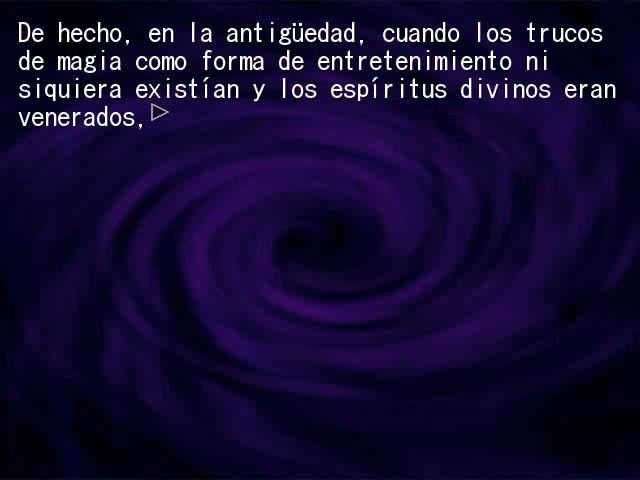 De hecho, en la antigüedad, cuando los trucos
de magia como forma de entretenimiento ni
siquiera existían y los espíritus divinos eran
venerados,